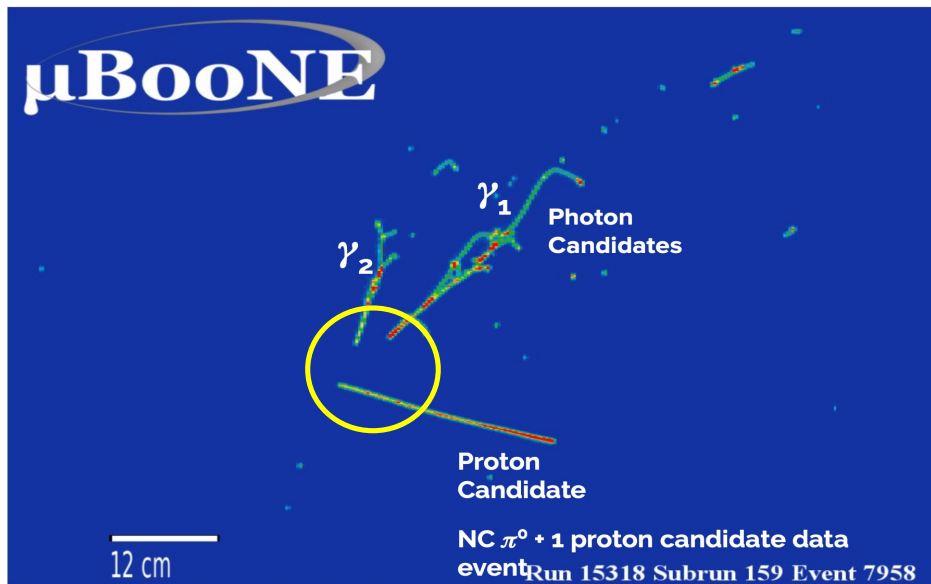 μBooNE
γ₁
Photon
Candidates
γ₂
Proton
Candidate
12 cm
NC π⁰ + 1 proton candidate data
event
Run 15318 Subrun 159 Event 7958